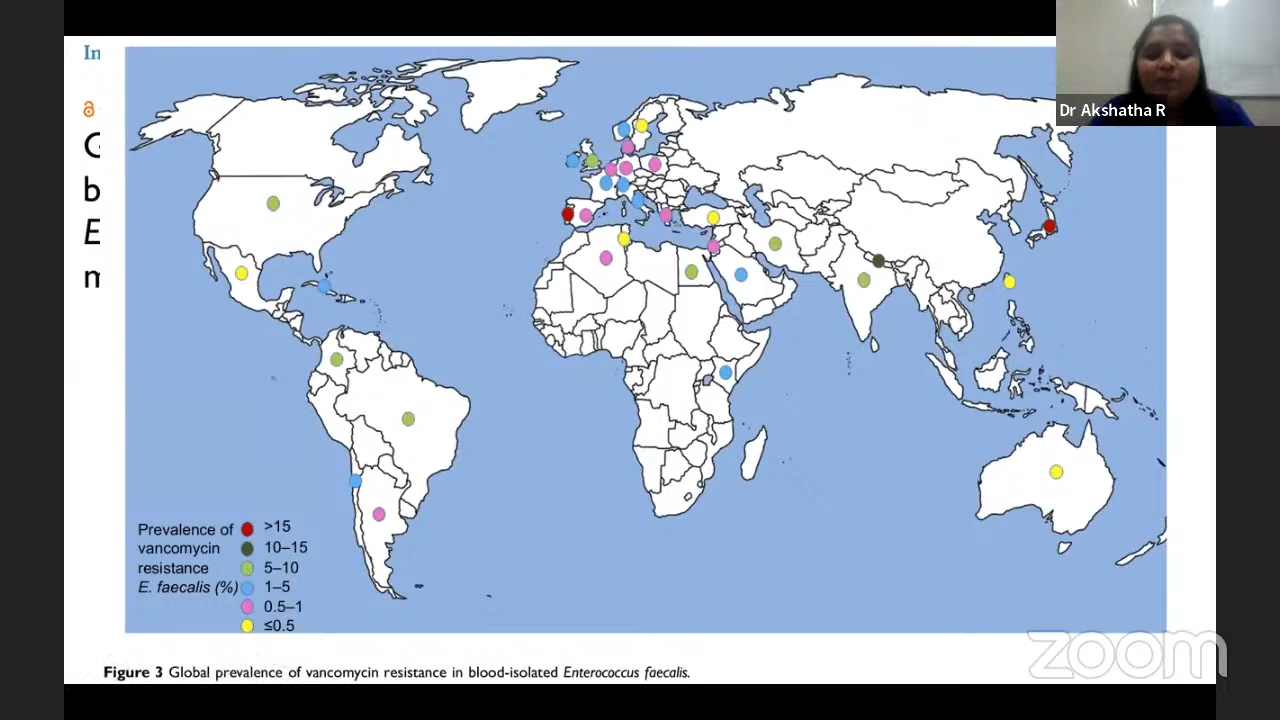 In
G
b
E
m
Dr Akshatha R
Prevalence of
vancomycin
resistance
E. faecalis (%)
>15
10–15
5–10
1–5
0.5–1
≤0.5
zoom
Figure 3 Global prevalence of vancomycin resistance in blood-isolated Enterococcus faecalis.